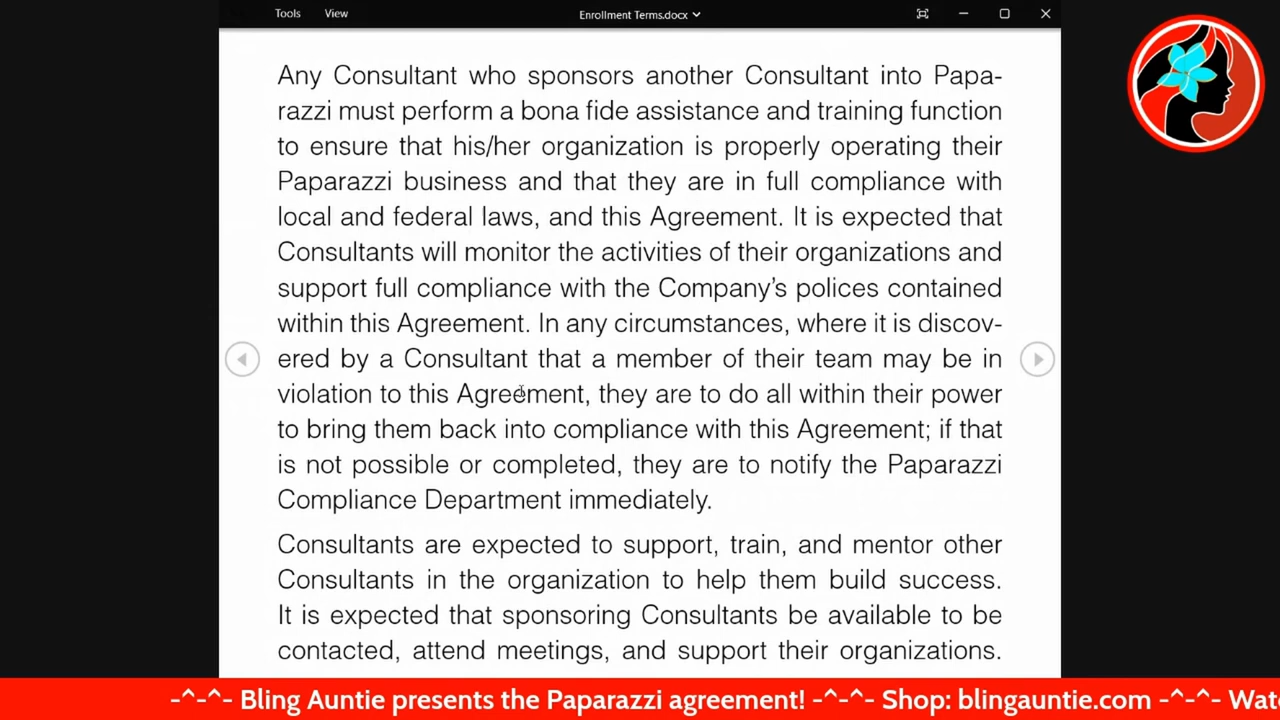 Tools View Enrollment Terms.docx
Any Consultant who sponsors another Consultant into Papa-
razzi must perform a bona fide assistance and training function
to ensure that his/her organization is properly operating their
Paparazzi business and that they are in full compliance with
local and federal laws, and this Agreement. It is expected that
Consultants will monitor the activities of their organizations and
support full compliance with the Company's polices contained
within this Agreement. In any circumstances, where it is discov-
ered by a Consultant that a member of their team may be in
violation to this Agreement, they are to do all within their power
to bring them back into compliance with this Agreement; if that
is not possible or completed, they are to notify the Paparazzi
Compliance Department immediately.
Consultants are expected to support, train, and mentor other
Consultants in the organization to help them build success.
It is expected that sponsoring Consultants be available to be
contacted, attend meetings, and support their organizations.
-^-^- Bling Auntie presents the Paparazzi agreement! -^-^- Shop: blingauntie.com -^-^- Wat